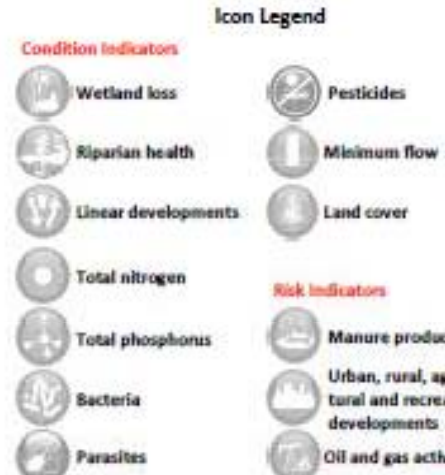 Icon Legend
Condition Indicators
Wetland loss
Riparian health
Linear developments
Total nitrogen
Total phosphorus
Bacteria
Parasites
Pesticides
Minimum flow
Land cover
Risk Indicators
Manure produc
Urban, rural, ag
tural and recrea
developments
Oil and gas activ